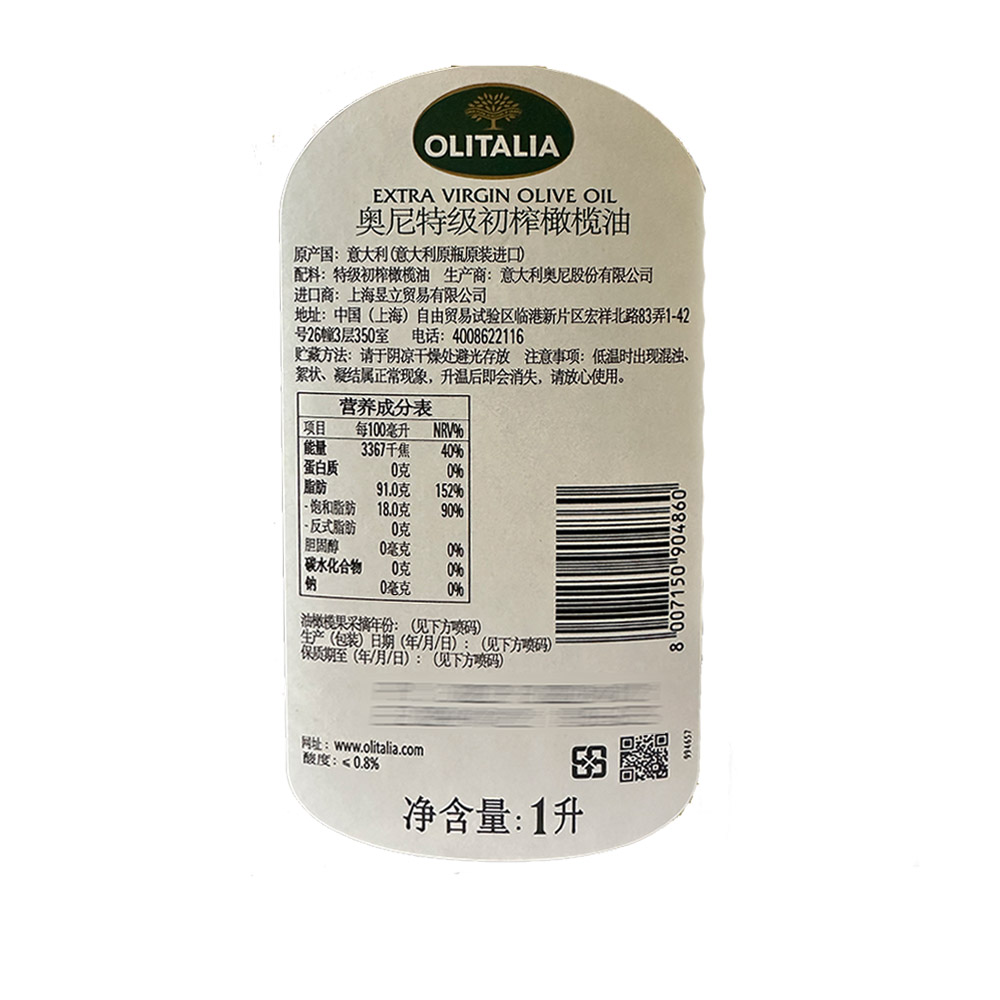 OLITALIA
EXTRA VIRGIN OLIVE OIL
奥尼特级初榨橄榄油
原产国：意大利(意大利原瓶原装进口)
配料：特级初榨橄榄油 生产商：意大利奥尼股份有限公司
进口商：上海昱立贸易有限公司
地址：中国（上海）自由贸易试验区临港新片区宏祥北路83弄1-42
号26幢3层350室 电话：4008622116
贮藏方法：请于阴凉干燥处避光存放 注意事项：低温时出现混浊、
絮状、凝结属正常现象，升温后即会消失，请放心使用。
营养成分表
项目 每100毫升 NRV%
能量 3367千焦 40%
蛋白质 0克 0%
脂肪 91.0克 152%
-饱和脂肪 18.0克 90%
-反式脂肪 0克
胆固醇 0毫克 0%
碳水化合物 0克 0%
钠 0毫克 0%
8 007150 904860
油橄榄果采摘年份：（见下方喷码）
生产（包装）日期（年/月/日）：（见下方喷码）
保质期至（年/月/日）：（见下方喷码）
网址：www.olitalia.com
酸度：≤0.8%
994657
净含量:1升